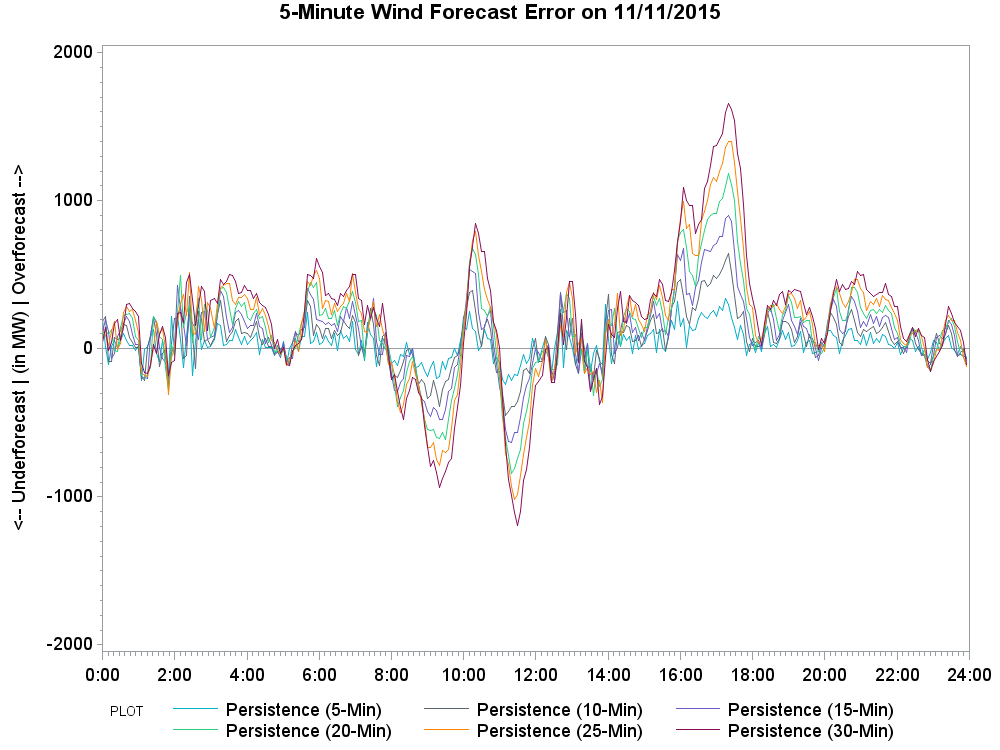 5-Minute Wind Forecast Error on 11/11/2015
<-- Underforecast | (in MW) | Overforecast -->
2000
1000
0
-1000
-2000
0:00 2:00 4:00 6:00 8:00 10:00 12:00 14:00 16:00 18:00 20:00 22:00 24:00
PLOT Persistence (5-Min) Persistence (10-Min) Persistence (15-Min)
Persistence (20-Min) Persistence (25-Min) Persistence (30-Min)